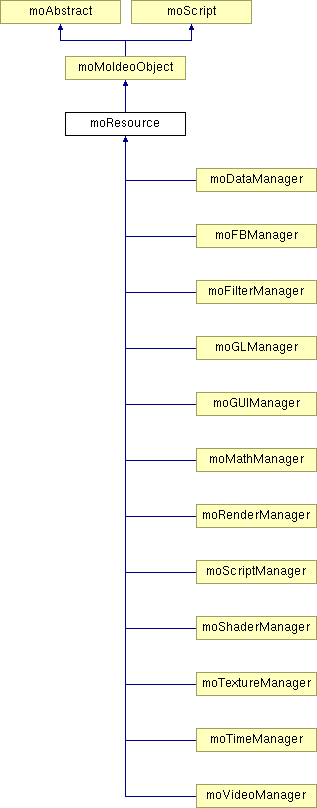 moAbstract
moScript
moMoldeoObject
moResource
moDataManager
moFBManager
moFilterManager
moGLManager
moGUIManager
moMathManager
moRenderManager
moScriptManager
moShaderManager
moTextureManager
moTimeManager
moVideoManager